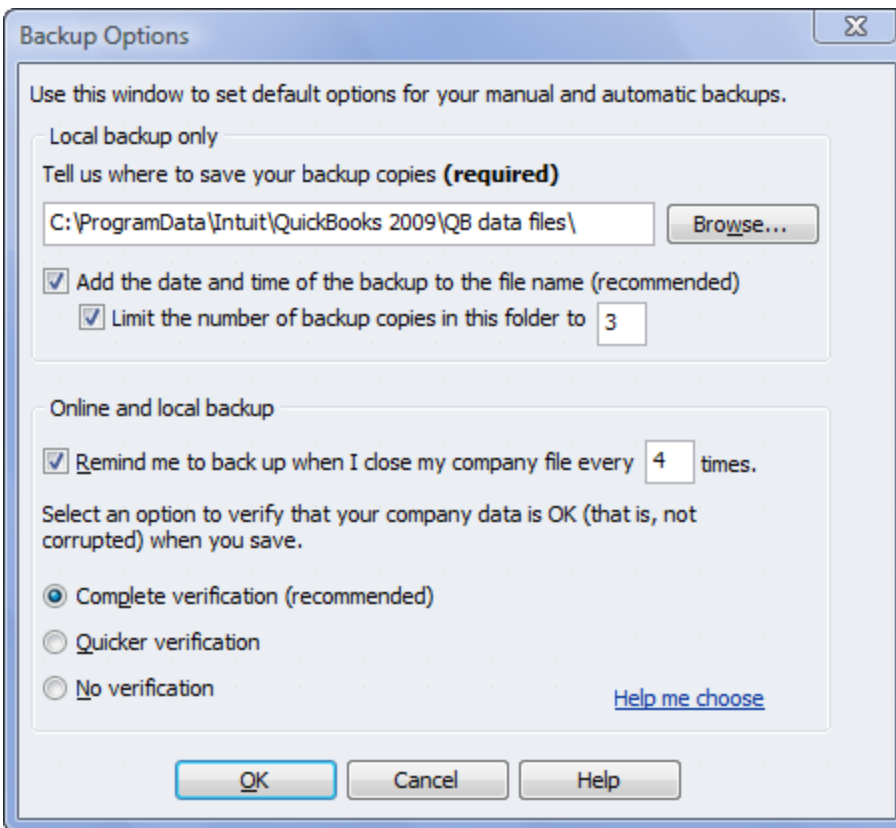 Backup Options
Use this window to set default options for your manual and automatic backups.
Local backup only
Tell us where to save your backup copies (required)
C:\ProgramData\Intuit\QuickBooks 2009\QB data files\
Browse...
Add the date and time of the backup to the file name (recommended)
Limit the number of backup copies in this folder to 3
Online and local backup
Remind me to back up when I close my company file every 4 times.
Select an option to verify that your company data is OK (that is, not
corrupted) when you save.
Complete verification (recommended)
Quicker verification
No verification
Help me choose
OK Cancel Help